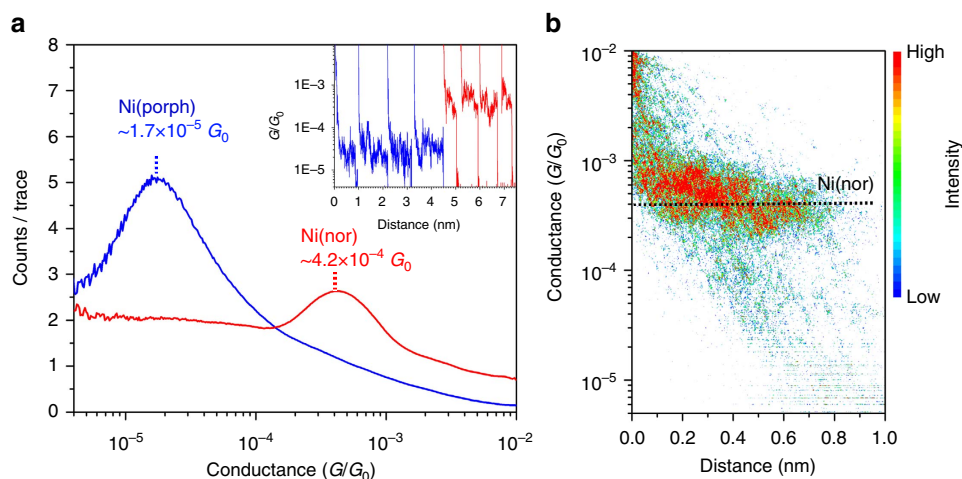 a
8
7
6
5
4
3
2
1
0
Counts / trace
Ni(porph)
~1.7×10⁻⁵ G₀
Ni(nor)
~4.2×10⁻⁴ G₀
10⁻⁵
10⁻⁴
10⁻³
10⁻²
Conductance (G/G₀)
G/G₀
1E−3
1E−4
1E−5
0 1 2 3 4 5 6 7
Distance (nm)
b
10⁻²
10⁻³
10⁻⁴
10⁻⁵
Conductance (G/G₀)
Ni(nor)
0.0 0.2 0.4 0.6 0.8 1.0
Distance (nm)
High
Intensity
Low